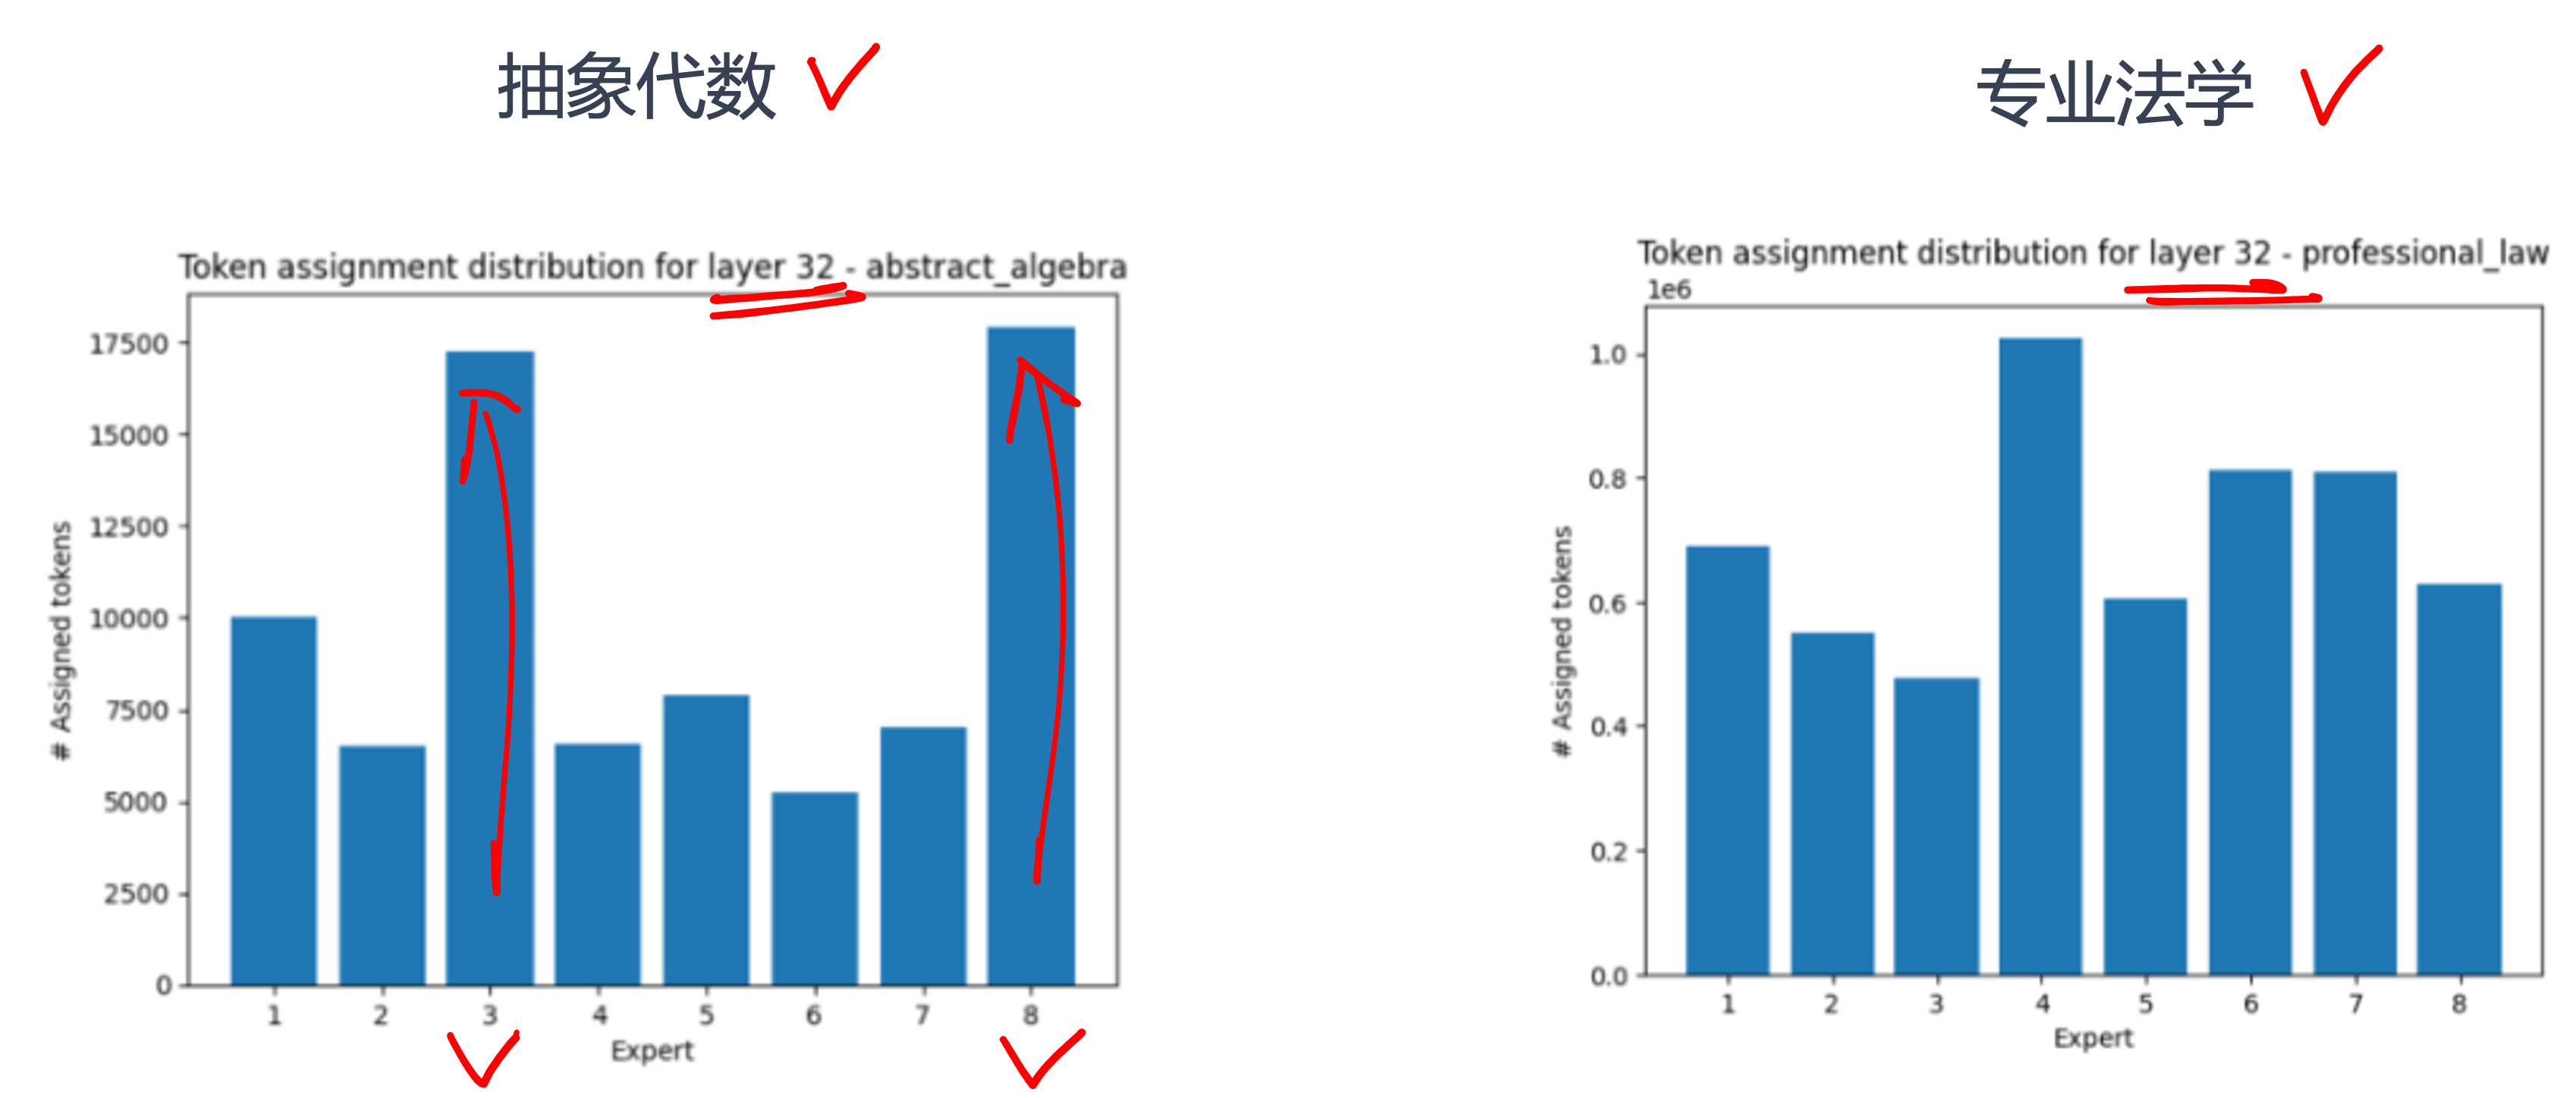 抽象代数
专业法学
Token assignment distribution for layer 32 - abstract_algebra
17500
15000
12500
10000
7500
5000
2500
0
# Assigned tokens
1 2 3 4 5 6 7 8
Expert
Token assignment distribution for layer 32 - professional_law
1e6
1.0
0.8
0.6
0.4
0.2
0.0
# Assigned tokens
1 2 3 4 5 6 7 8
Expert